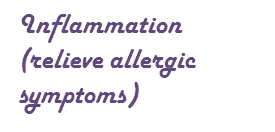 Inflammation
(relieve allergic
symptoms)